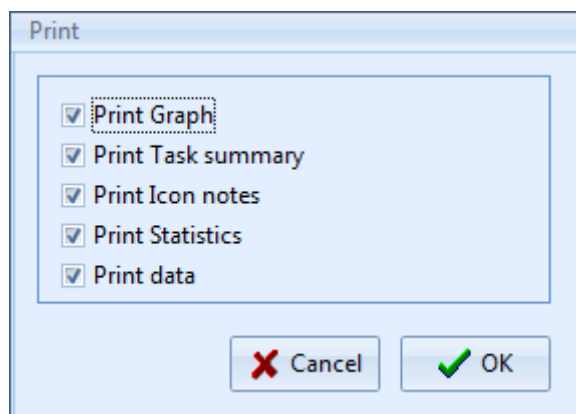 Print
Print Graph
Print Task summary
Print Icon notes
Print Statistics
Print data
Cancel
OK